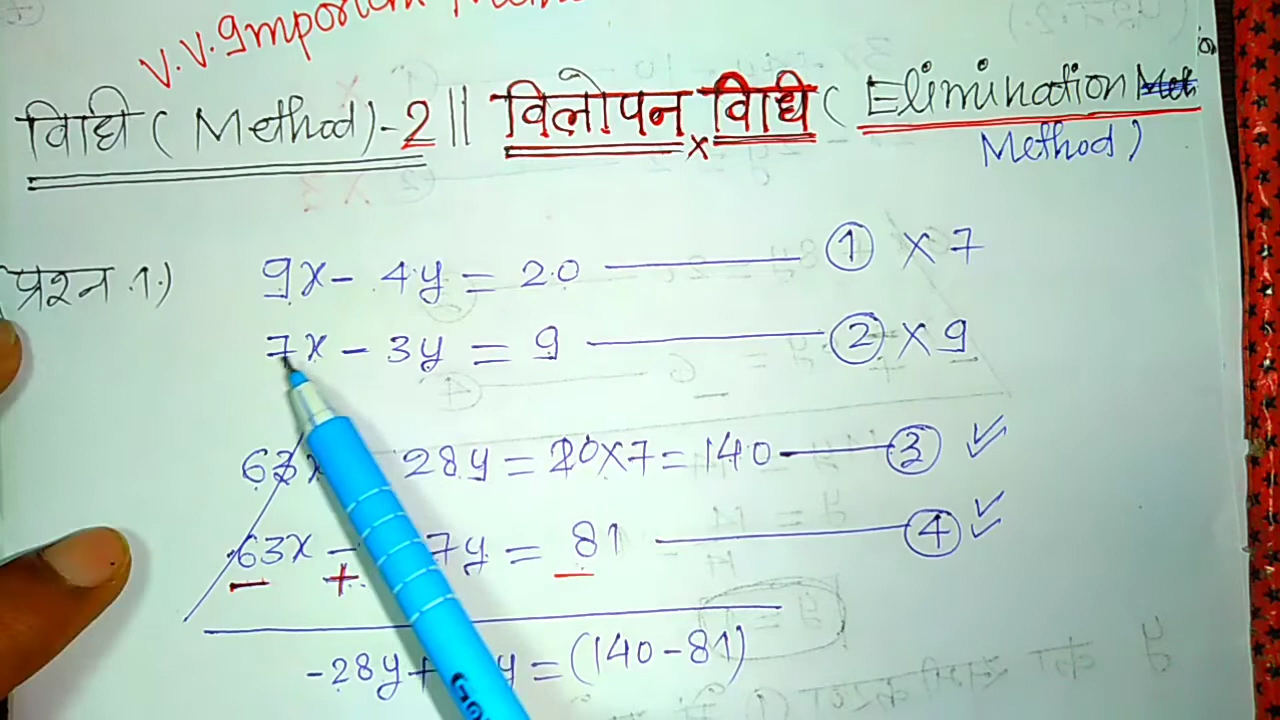 V.V. Important
विधि (Method)-2 || विलोपन विधि (Elimination
Method)
प्रश्न.1.) 9x - 4y = 20 ① × 7
7x - 3y = 9 ② × 9
63x 28y = 20×7 = 140 ③ ✓
63x - 7y = 81 ④ ✓
- +
-28y + y = (140 - 81)